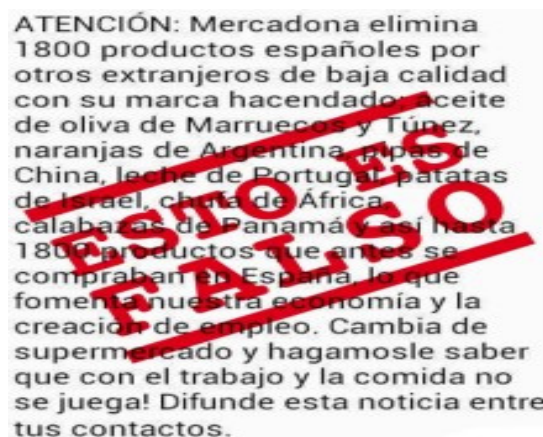 ATENCIÓN: Mercadona elimina
1800 productos españoles por
otros extranjeros de baja calidad
con su marca hacendado: aceite
de oliva de Marruecos y Túnez,
naranjas de Argentina, pipas de
China, leche de Portugal, patatas
de Israel, chufa de África,
calabazas de Panamá y así hasta
1800 productos que antes se
compraban en España, lo que
fomenta nuestra economía y la
creación de empleo. Cambia de
supermercado y hagamosle saber
que con el trabajo y la comida no
se juega! Difunde esta noticia entre
tus contactos.
ESTO ES
FALSO